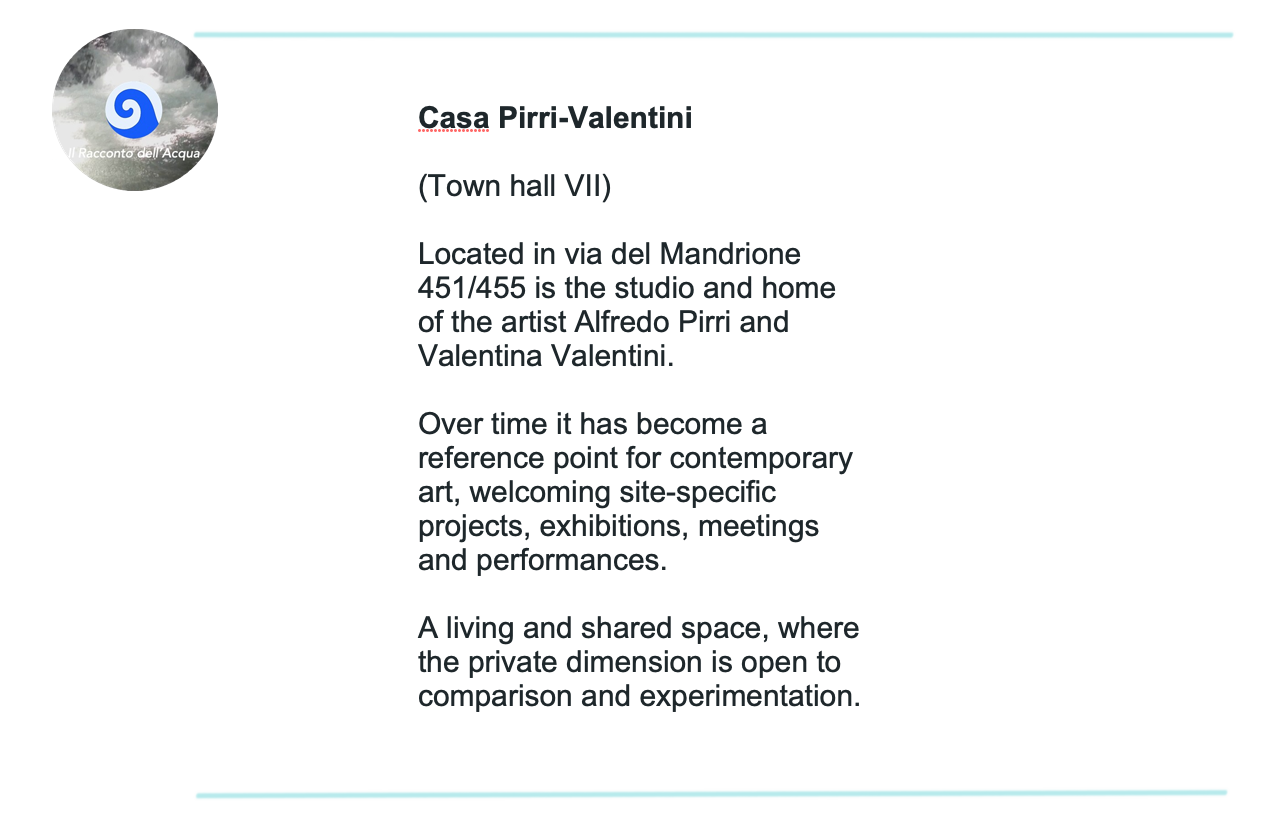 Il Racconto dell'Acqua
Casa Pirri-Valentini
(Town hall VII)
Located in via del Mandrione
451/455 is the studio and home
of the artist Alfredo Pirri and
Valentina Valentini.
Over time it has become a
reference point for contemporary
art, welcoming site-specific
projects, exhibitions, meetings
and performances.
A living and shared space, where
the private dimension is open to
comparison and experimentation.